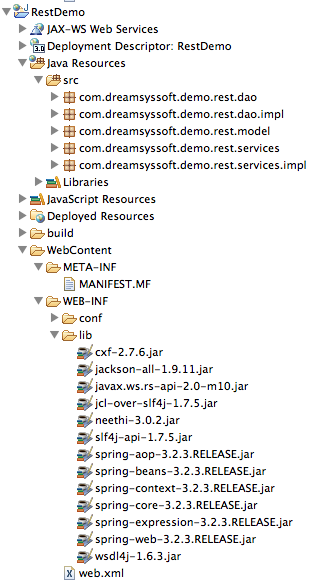 RestDemo
JAX-WS Web Services
3.0 Deployment Descriptor: RestDemo
Java Resources
src
com.dreamsyssoft.demo.rest.dao
com.dreamsyssoft.demo.rest.dao.impl
com.dreamsyssoft.demo.rest.model
com.dreamsyssoft.demo.rest.services
com.dreamsyssoft.demo.rest.services.impl
Libraries
JavaScript Resources
Deployed Resources
build
WebContent
META-INF
MANIFEST.MF
WEB-INF
conf
lib
cxf-2.7.6.jar
jackson-all-1.9.11.jar
javax.ws.rs-api-2.0-m10.jar
jcl-over-slf4j-1.7.5.jar
neethi-3.0.2.jar
slf4j-api-1.7.5.jar
spring-aop-3.2.3.RELEASE.jar
spring-beans-3.2.3.RELEASE.jar
spring-context-3.2.3.RELEASE.jar
spring-core-3.2.3.RELEASE.jar
spring-expression-3.2.3.RELEASE.jar
spring-web-3.2.3.RELEASE.jar
wsdl4j-1.6.3.jar
web.xml